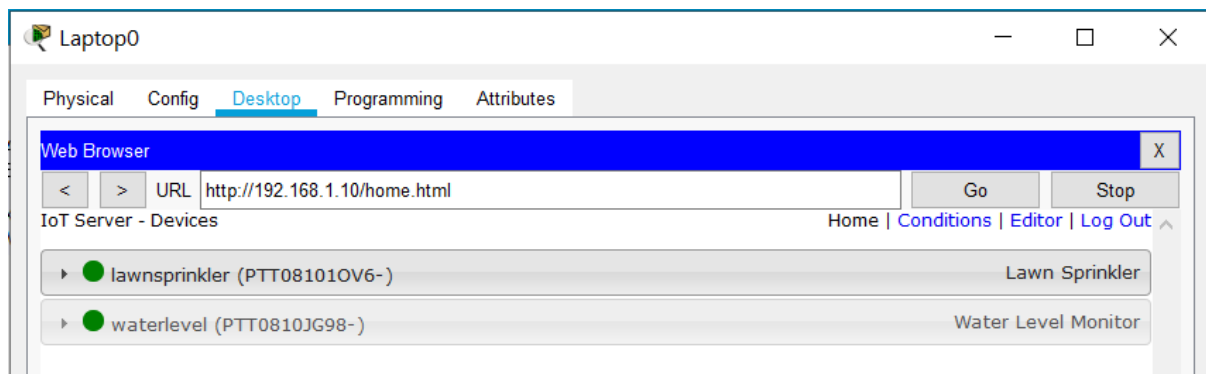 Laptop0
Physical Config Desktop Programming Attributes
Web Browser X
< > URL http://192.168.1.10/home.html Go Stop
IoT Server - Devices Home | Conditions | Editor | Log Out
lawnsprinkler (PTT08101OV6-) Lawn Sprinkler
waterlevel (PTT0810JG98-) Water Level Monitor